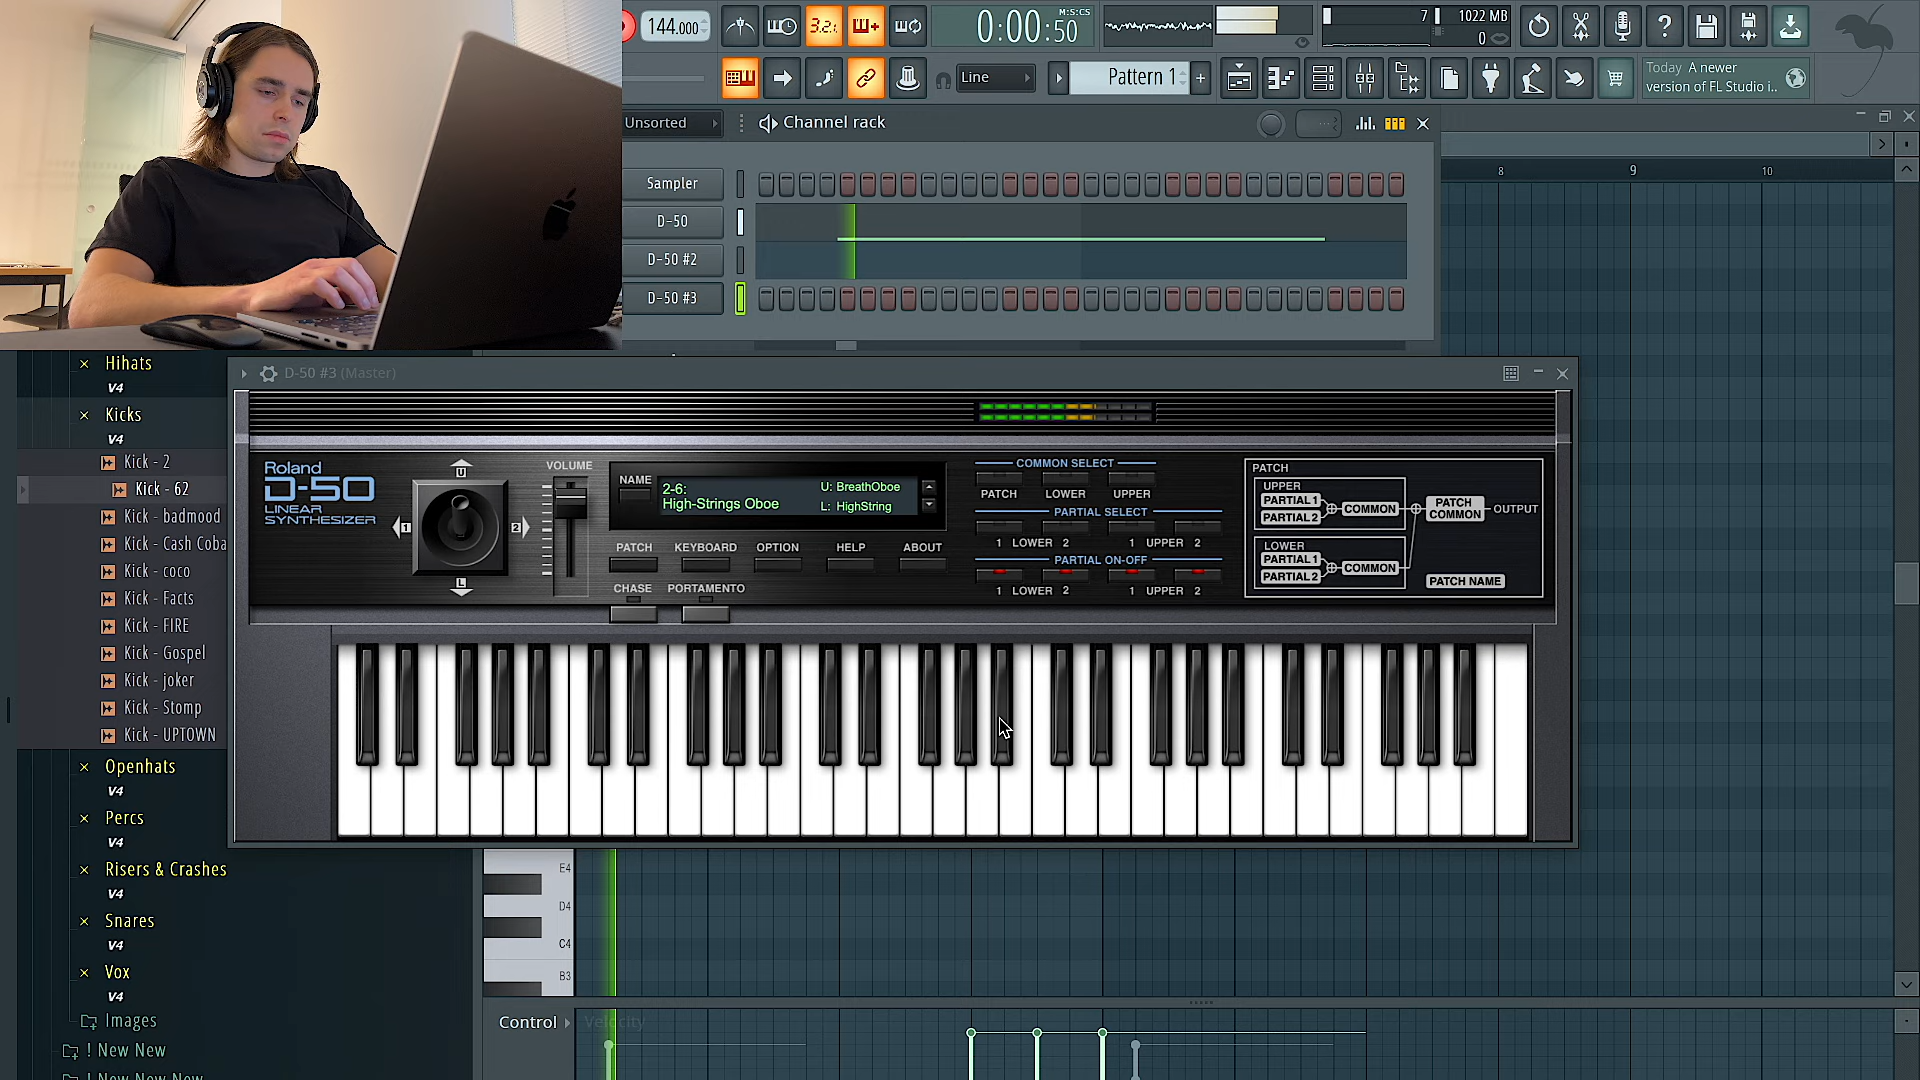 144.000
3.2.
0:00:50
M:S:CS
7
1022 MB
0
Line
Pattern 1
Today A newer
version of FL Studio i..
Unsorted
Channel rack
Sampler
D-50
D-50 #2
D-50 #3
8
9
10
Hihats
V4
Kicks
V4
Kick - 2
Kick - 62
Kick - badmood
Kick - Cash Coba
Kick - coco
Kick - Facts
Kick - FIRE
Kick - Gospel
Kick - joker
Kick - Stomp
Kick - UPTOWN
Openhats
V4
Percs
V4
Risers & Crashes
V4
Snares
V4
Vox
V4
Images
! New New
! New New New
D-50 #3 (Master)
Roland
D-50
LINEAR
SYNTHESIZER
U
1
2
L
VOLUME
NAME
2-6:
High-Strings Oboe
U: BreathOboe
L: HighString
PATCH
KEYBOARD
OPTION
HELP
ABOUT
CHASE
PORTAMENTO
COMMON SELECT
PATCH
LOWER
UPPER
PARTIAL SELECT
1 LOWER 2
1 UPPER 2
PARTIAL ON-OFF
1 LOWER 2
1 UPPER 2
PATCH
UPPER
PARTIAL 1
PARTIAL 2
COMMON
PATCH
COMMON
OUTPUT
LOWER
PARTIAL 1
PARTIAL 2
COMMON
PATCH NAME
E4
D4
C4
B3
Control
Velocity